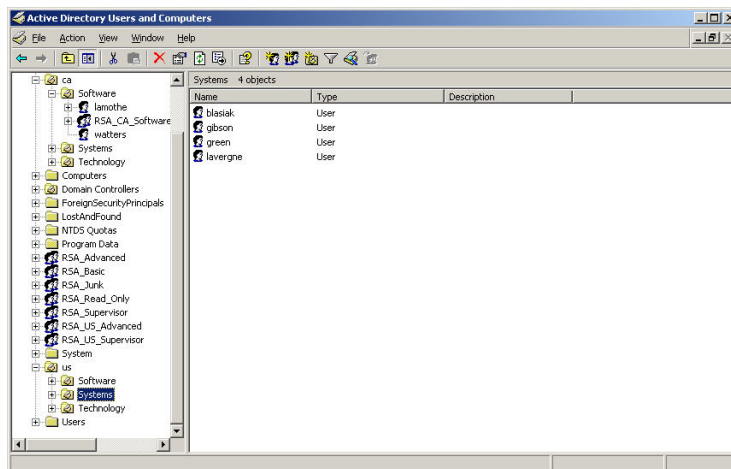 Active Directory Users and Computers
File Action View Window Help
Systems 4 objects
Name Type Description
blasiak User
gibson User
green User
lavergne User
ca
Software
lamothe
RSA_CA_Software
watters
Systems
Technology
Computers
Domain Controllers
ForeignSecurityPrincipals
LostAndFound
NTDS Quotas
Program Data
RSA_Advanced
RSA_Basic
RSA_Junk
RSA_Read_Only
RSA_Supervisor
RSA_US_Advanced
RSA_US_Supervisor
System
us
Software
Systems
Technology
Users